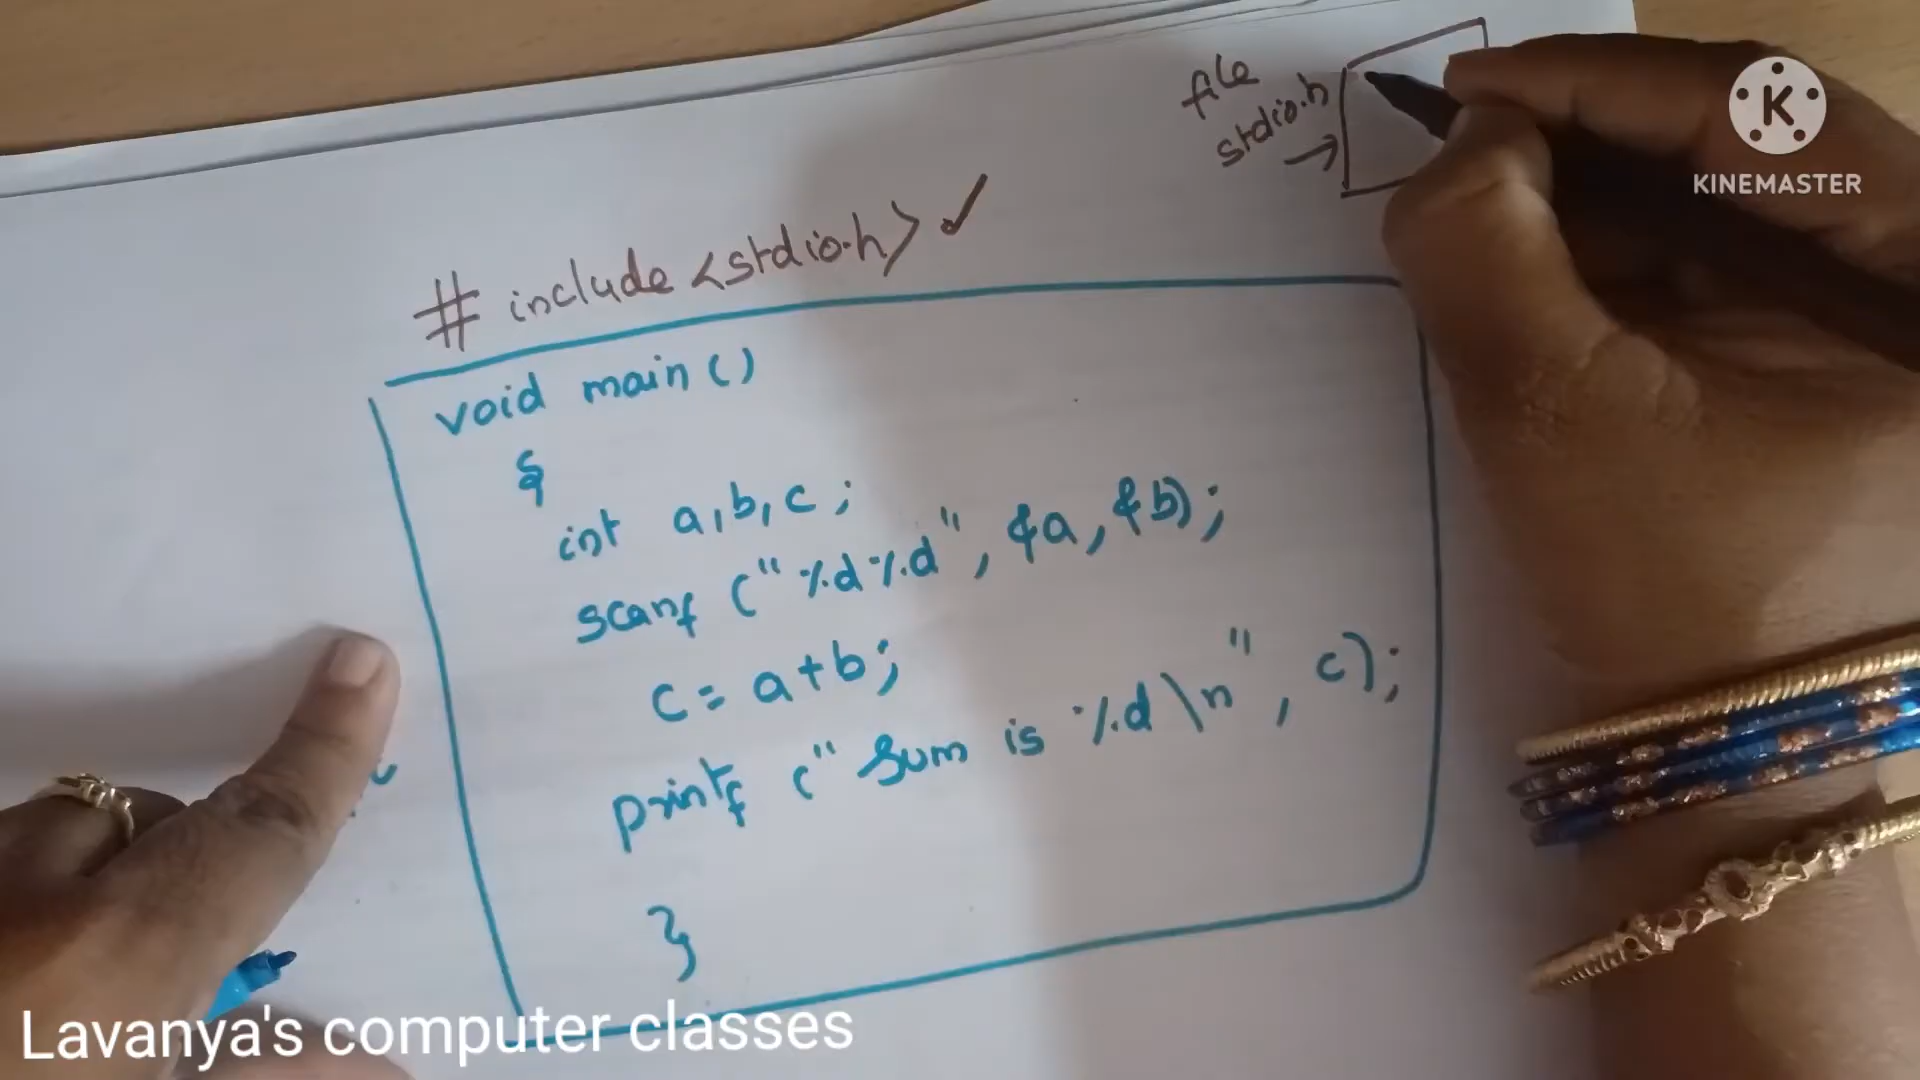 file
stdio.h
K
KINEMASTER
# include <stdio.h> ✓
void main ()
{
int a, b, c ;
scanf (" %d %d ", &a, &b);
c = a+b;
printf (" Sum is %d \n ", c);
}
Lavanya's computer classes